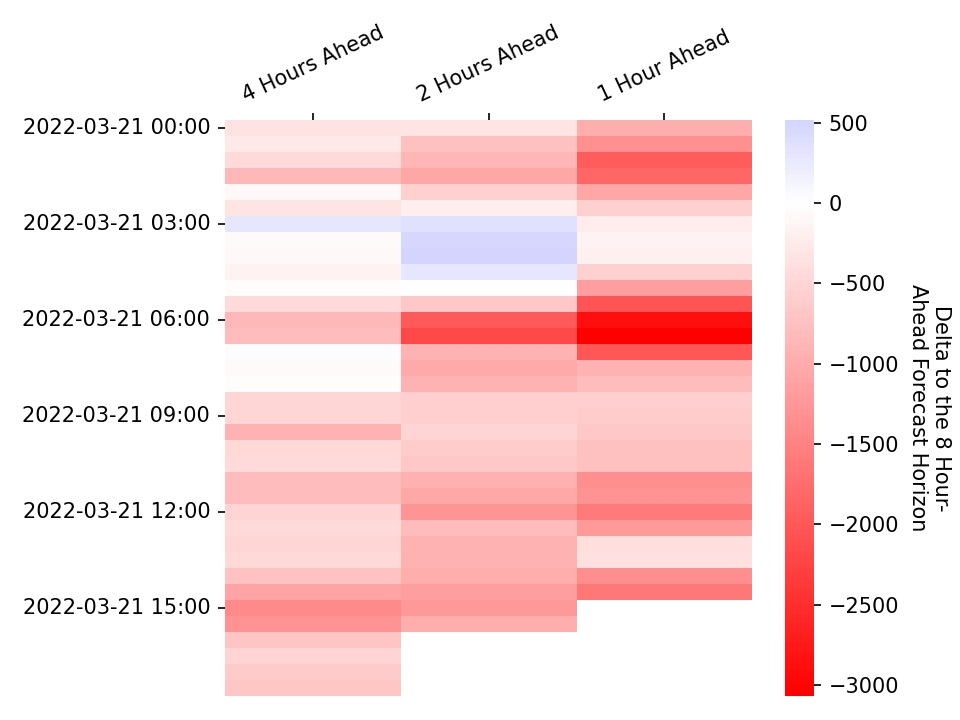 4 Hours Ahead
2 Hours Ahead
1 Hour Ahead
2022-03-21 00:00
2022-03-21 03:00
2022-03-21 06:00
2022-03-21 09:00
2022-03-21 12:00
2022-03-21 15:00
500
0
−500
−1000
−1500
−2000
−2500
−3000
Delta to the 8 Hour-
Ahead Forecast Horizon